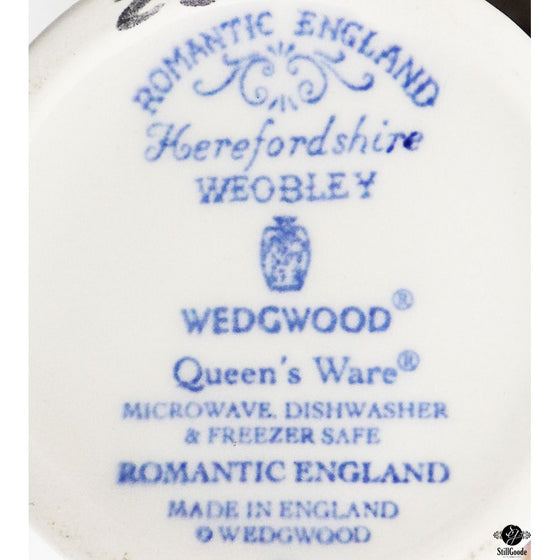 ROMANTIC ENGLAND
Herefordshire
WEOBLEY
WEDGWOOD®
Queen's Ware®
MICROWAVE, DISHWASHER
& FREEZER SAFE
ROMANTIC ENGLAND
MADE IN ENGLAND
© WEDGWOOD
StillGoode